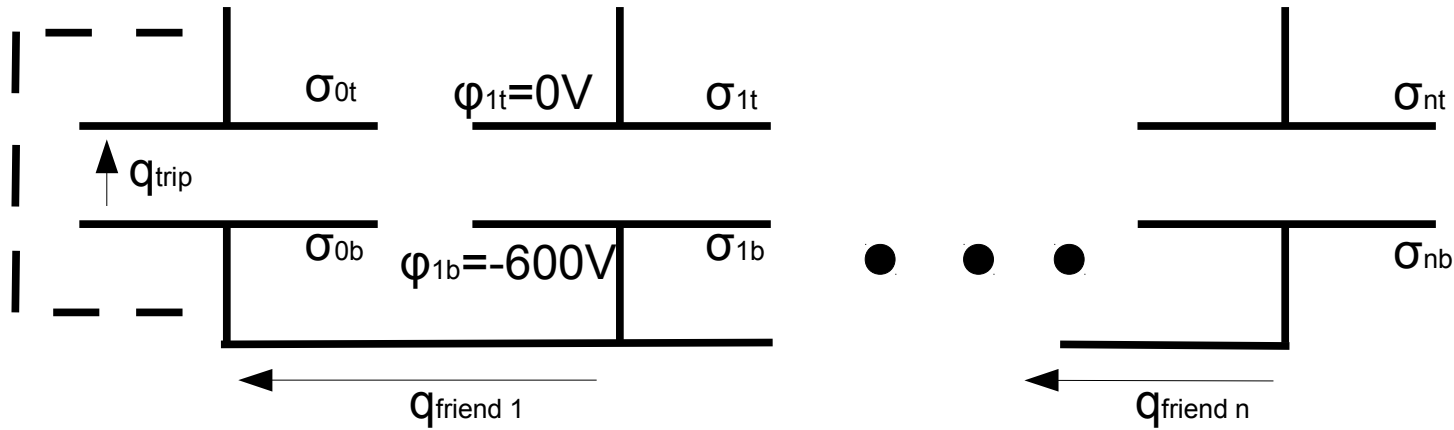 σ0t
φ1t=0V
σ1t
σnt
qtrip
σ0b
φ1b=-600V
σ1b
σnb
qfriend 1
qfriend n